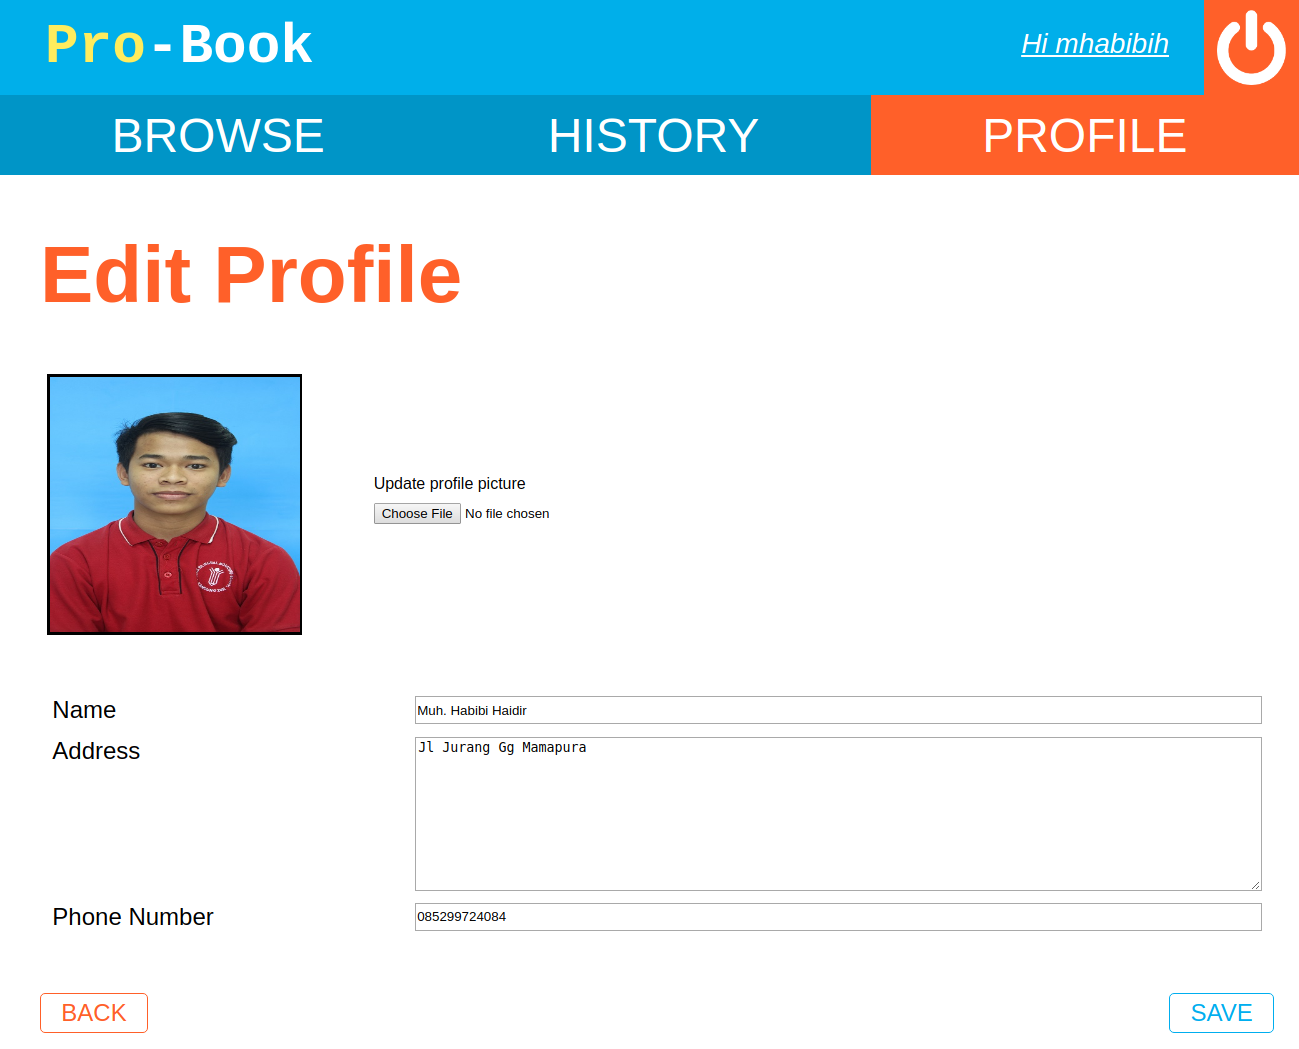 Pro-Book
Hi mhabibih
BROWSE
HISTORY
PROFILE
Edit Profile
Update profile picture
Choose File No file chosen
Name
Muh. Habibi Haidir
Address
Jl Jurang Gg Mamapura
Phone Number
085299724084
BACK
SAVE